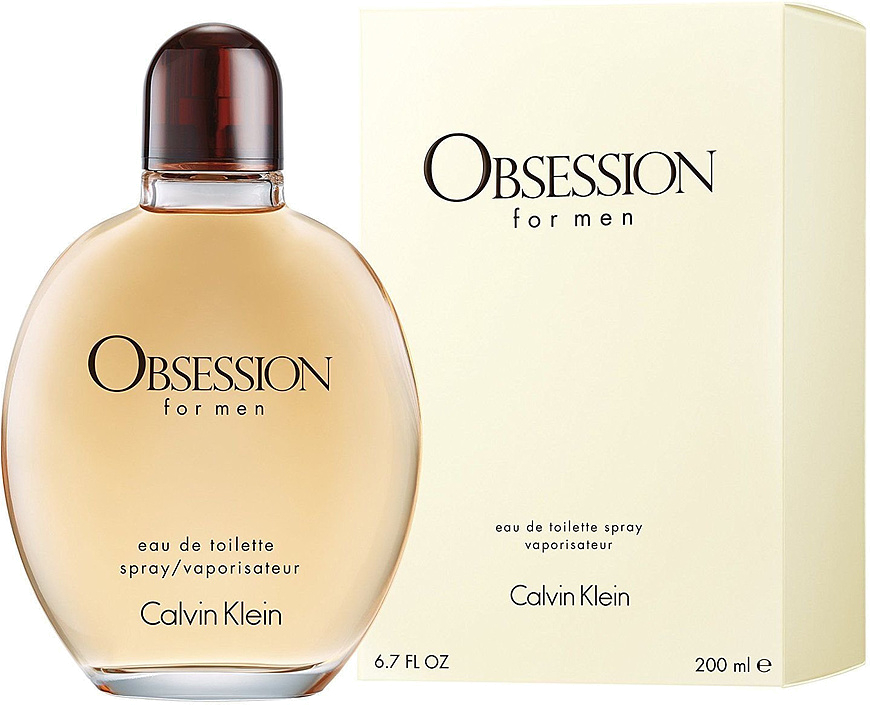 OBSESSION
for men
eau de toilette
spray/vaporisateur
Calvin Klein
OBSESSION
for men
eau de toilette spray
vaporisateur
Calvin Klein
6.7 FL OZ 200 ml e